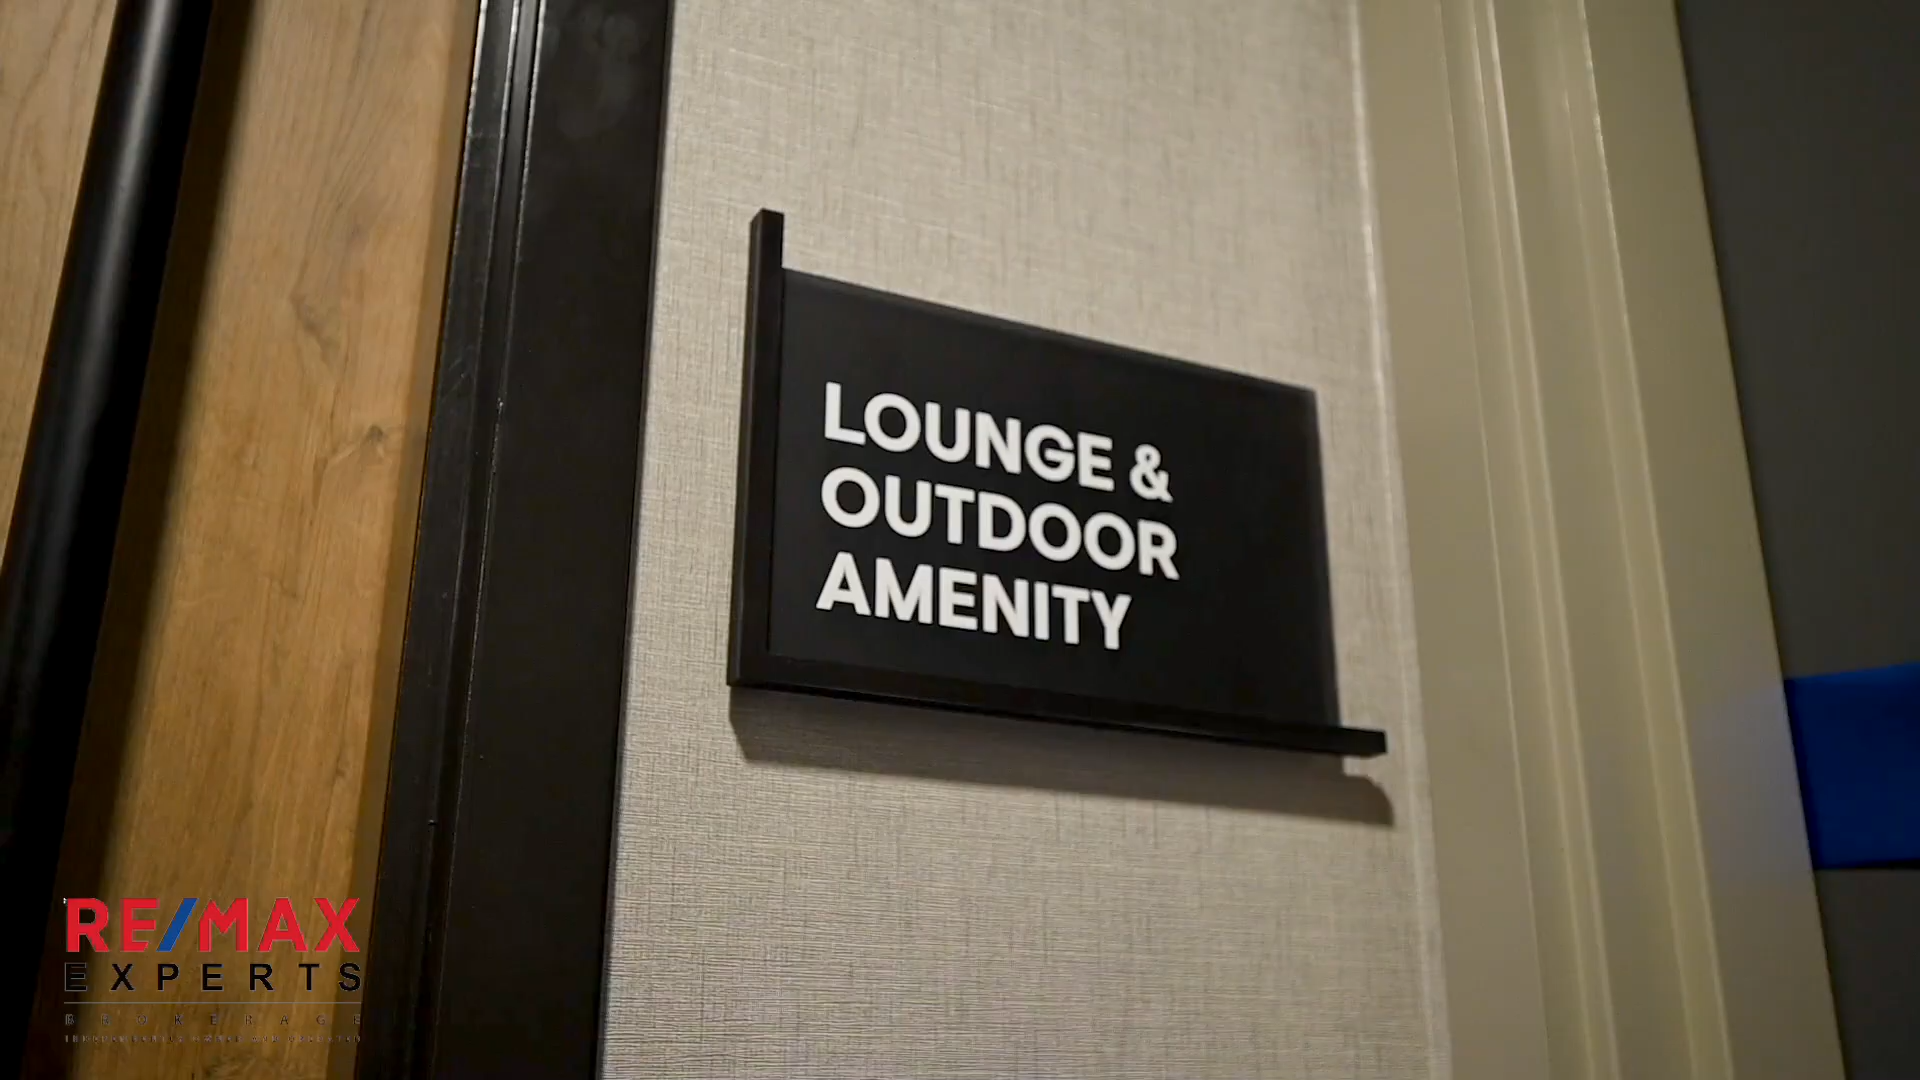 LOUNGE &
OUTDOOR
AMENITY
RE/MAX
EXPERTS
BROKERAGE